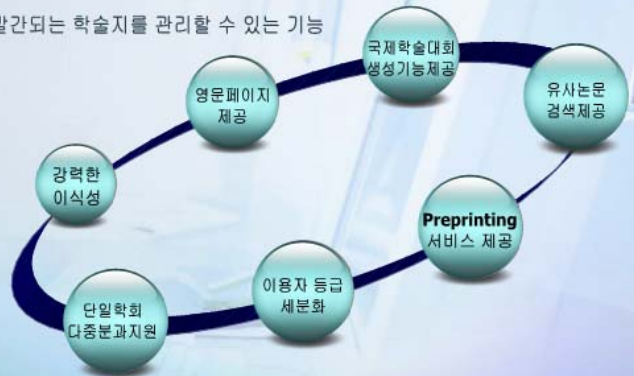 발간되는 학술지를 관리할 수 있는 기능
국제학술대회
생성기능제공
유사논문
검색제공
영문페이지
제공
강력한
이식성
Preprinting
서비스 제공
이용자 등급
세분화
단일학회
다중분과지원